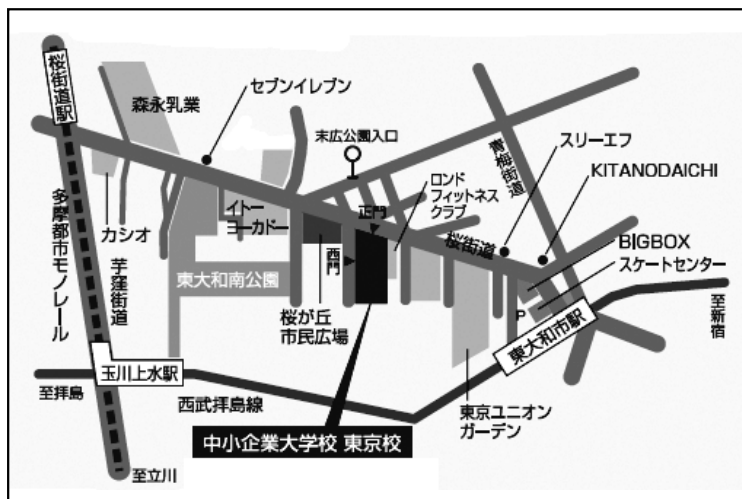 桜街道駅
森永乳業
セブンイレブン
末広公園入口
青梅街道
スリーエフ
KITANODAICHI
ロンド
フィットネス
クラブ
正門
イトー
ヨーカドー
カシオ
多摩都市モノレール
芋窪街道
西門
桜街道
BIGBOX
スケートセンター
東大和南公園
桜が丘
市民広場
P
東大和市駅
至新宿
玉川上水駅
至拝島
西武拝島線
東京ユニオン
ガーデン
中小企業大学校 東京校
至立川